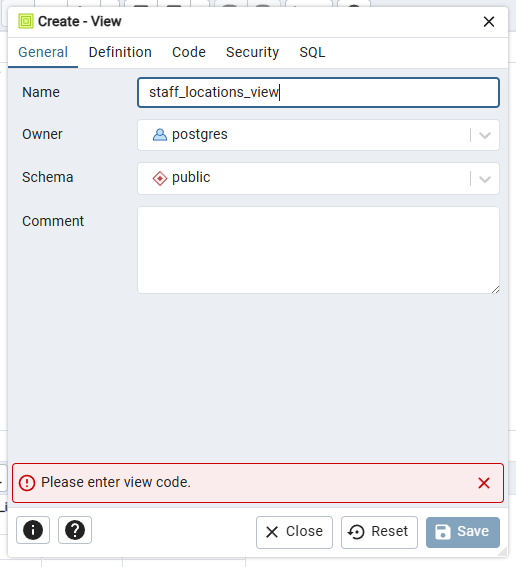 Create - View
General Definition Code Security SQL
Name staff_locations_view
Owner postgres
Schema public
Comment
Please enter view code.
Close Reset Save